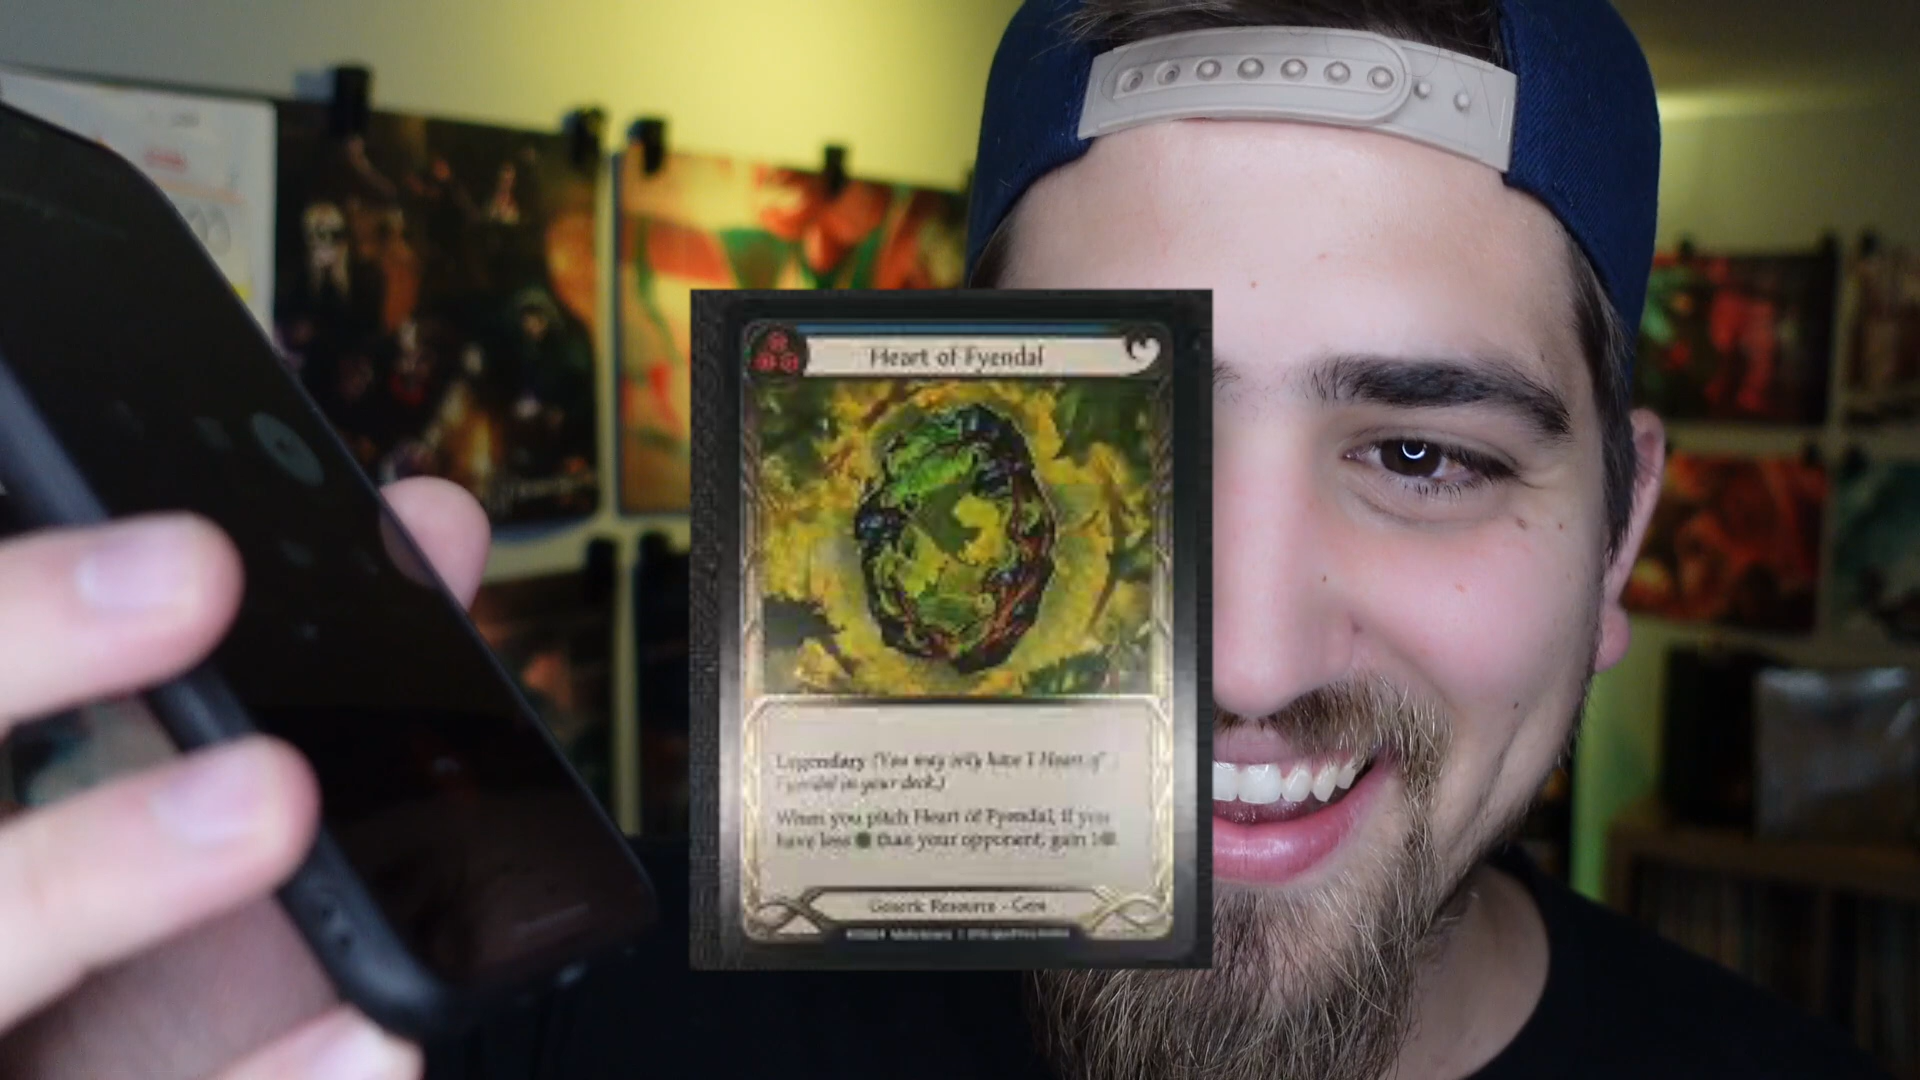 Heart of Fyendal
Legendary (You may only have 1 Heart of
Fyendal in your deck.)
When you pitch Heart of Fyendal, if you
have less than your opponent, gain 1
Generic Resource - Gem